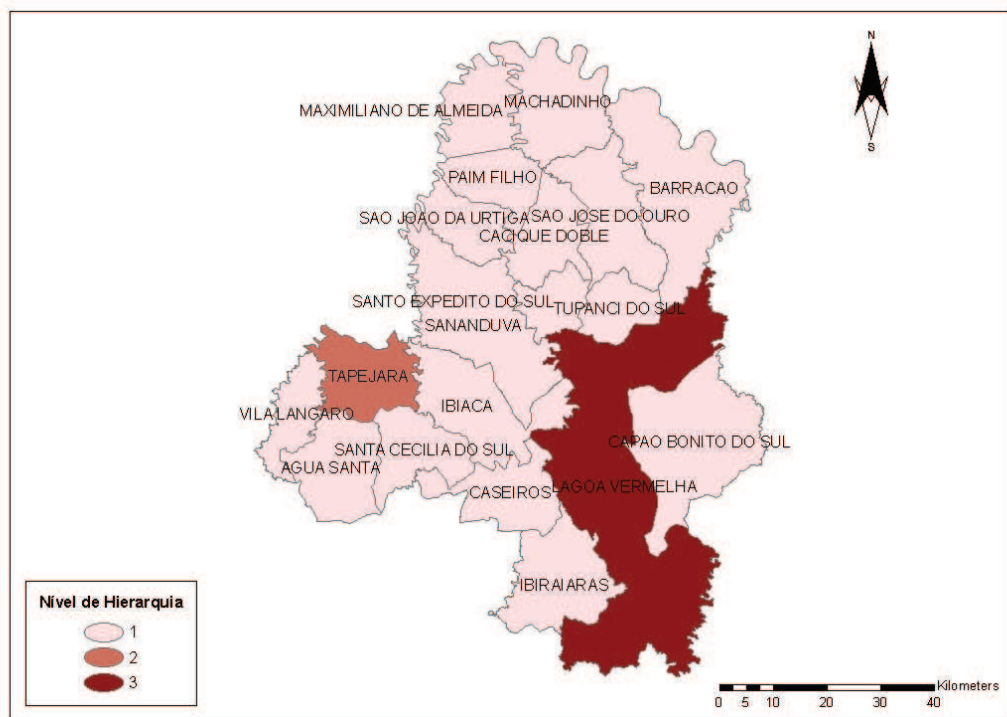 N
S
MAXIMILIANO DE ALMEIDA
MACHADINHO
PAIM FILHO
BARRACAO
SAO JOAO DA URTIGA
SAO JOSE DO OURO
CACIQUE DOBLE
SANTO EXPEDITO DO SUL
TUPANCI DO SUL
SANANDUVA
TAPEJARA
IBIACA
VILA LANGARO
SANTA CECILIA DO SUL
CAPAO BONITO DO SUL
AGUA SANTA
CASEIROS
LAGOA VERMELHA
IBIRAIARAS
Nível de Hierarquia
1
2
3
Kilometers
0 5 10 20 30 40